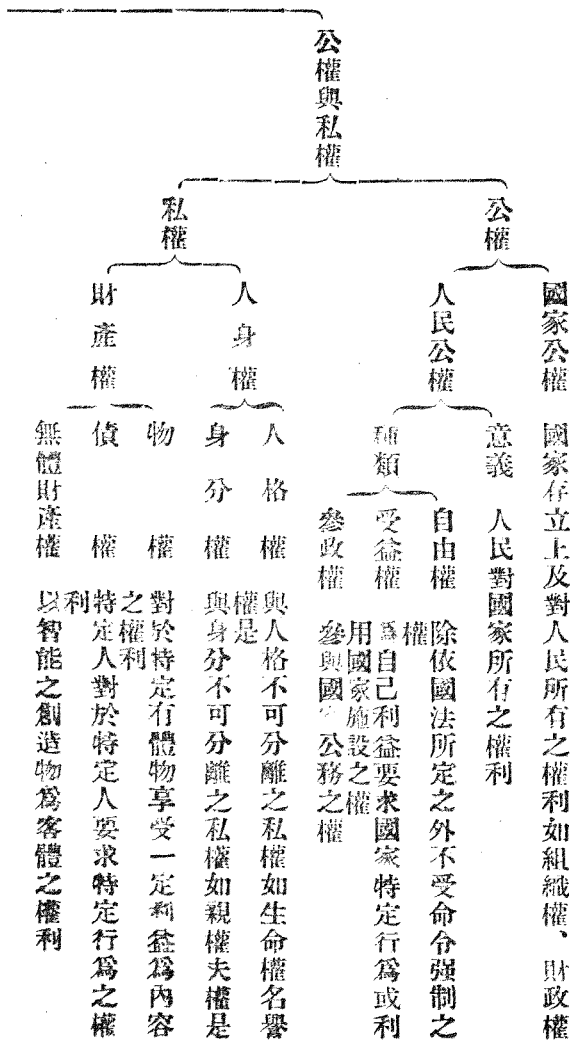 公權與私權
公權
國家公權　國家存立上及對人民所有之權利如組織權、財政權
人民公權
意義　人民對國家所有之權利
種類
自由權　除依國法所定之外不受命令强制之
權
受益權　爲自己利益要求國家特定行爲或利
用國家施設之權
參政權　參與國家公務之權
私權
人身權
人格權　與人格不可分離之私權如生命權名譽
權是
身分權　與身分不可分離之私權如親權夫權是
財產權
物權　對於特定有體物享受一定利益爲內容
之權利
債權　特定人對於特定人要求特定行爲之權
利
無體財產權　以智能之創造物爲客體之權利